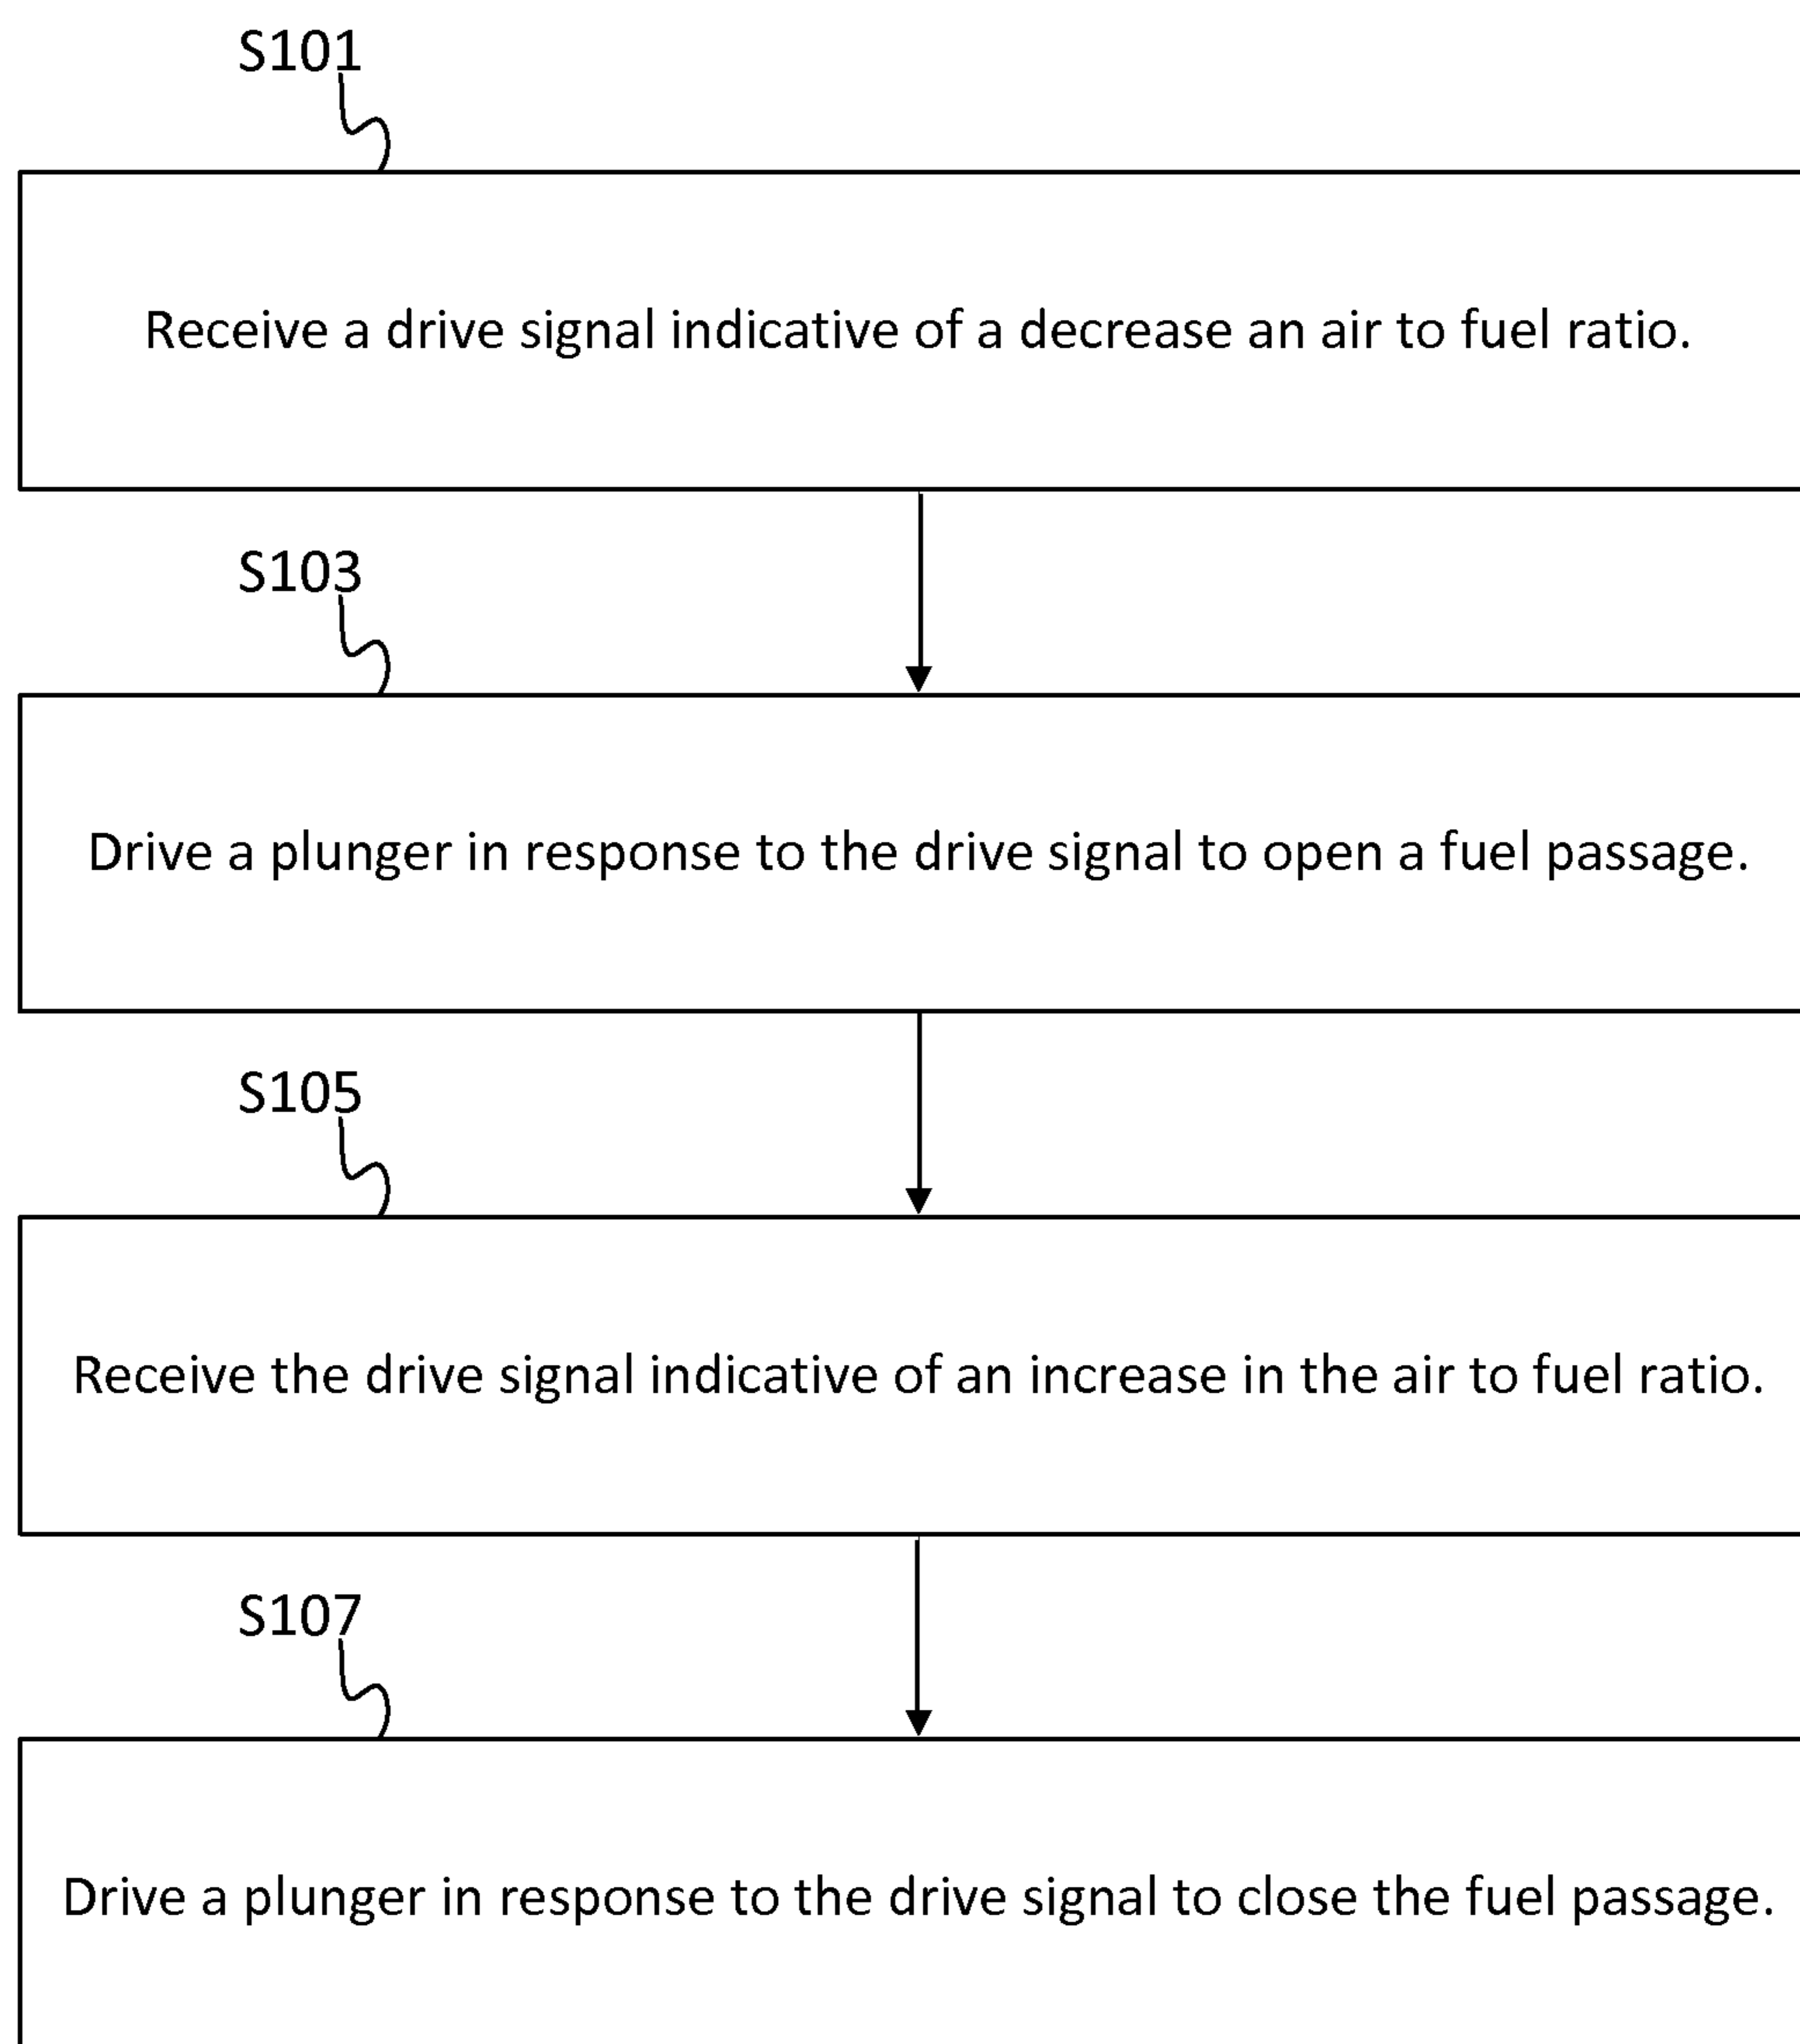 S101
Receive a drive signal indicative of a decrease an air to fuel ratio.
S103
Drive a plunger in response to the drive signal to open a fuel passage.
S105
Receive the drive signal indicative of an increase in the air to fuel ratio.
S107
Drive a plunger in response to the drive signal to close the fuel passage.